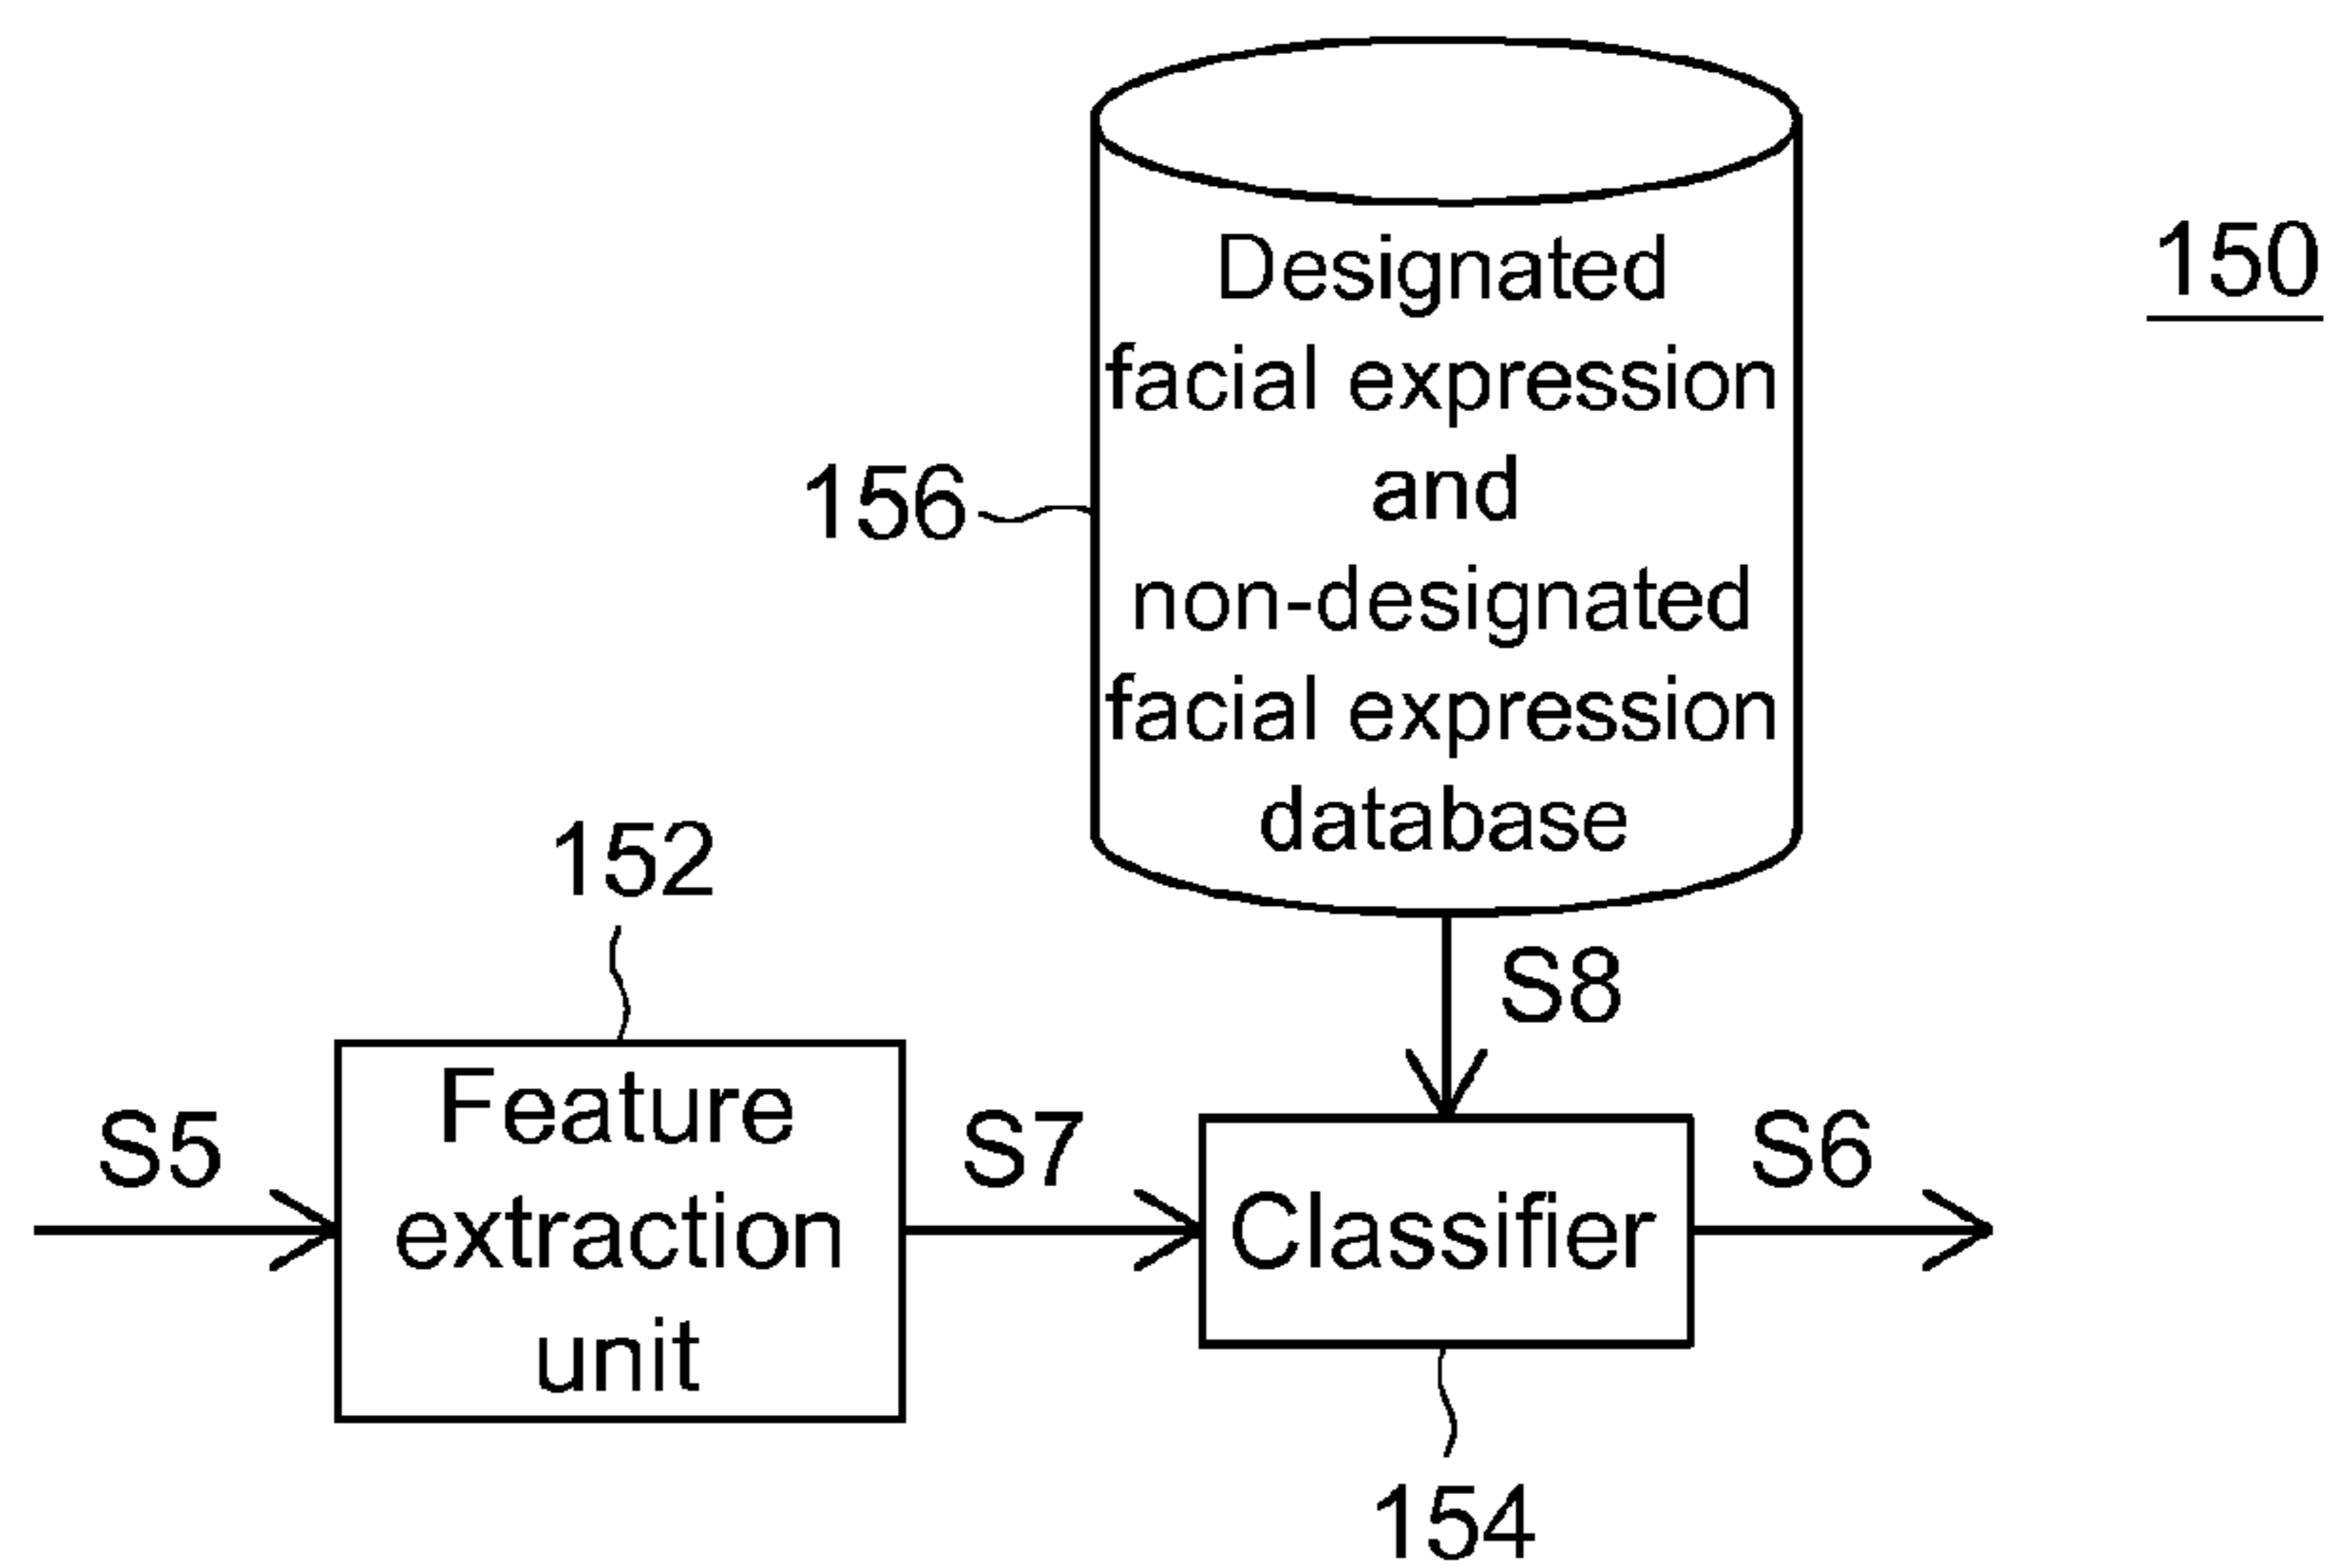 Designated
facial expression
and
non-designated
facial expression
database
150
156
152
S8
Feature
extraction
unit
S5
S7
Classifier
S6
154